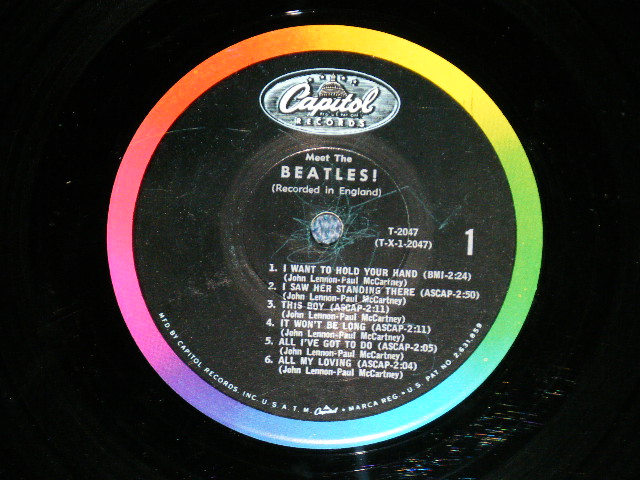 Capitol
RECORDS
Meet The
BEATLES!
(Recorded in England)
T-2047
(T-X-1-2047)
1
1. I WANT TO HOLD YOUR HAND (BMI-2:24)
(John Lennon-Paul McCartney)
2. I SAW HER STANDING THERE (ASCAP-2:50)
(John Lennon-Paul McCartney)
3. THIS BOY (ASCAP-2:11)
(John Lennon-Paul McCartney)
4. IT WON'T BE LONG (ASCAP-2:11)
(John Lennon-Paul McCartney)
5. ALL I'VE GOT TO DO (ASCAP-2:05)
(John Lennon-Paul McCartney)
6. ALL MY LOVING (ASCAP-2:04)
(John Lennon-Paul McCartney)
MFD BY CAPITOL RECORDS, INC. U.S.A. T.M. Capitol • MARCA REG. • U.S. PAT. NO. 2,631,859